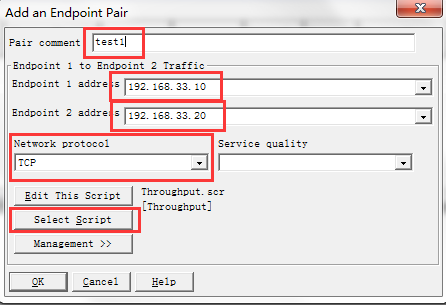 Add an Endpoint Pair
Pair comment test1
Endpoint 1 to Endpoint 2 Traffic
Endpoint 1 address 192.168.33.10
Endpoint 2 address 192.168.33.20
Network protocol Service quality
TCP
Edit This Script Throughput.scr
[Throughput]
Select Script
Management >>
OK Cancel Help